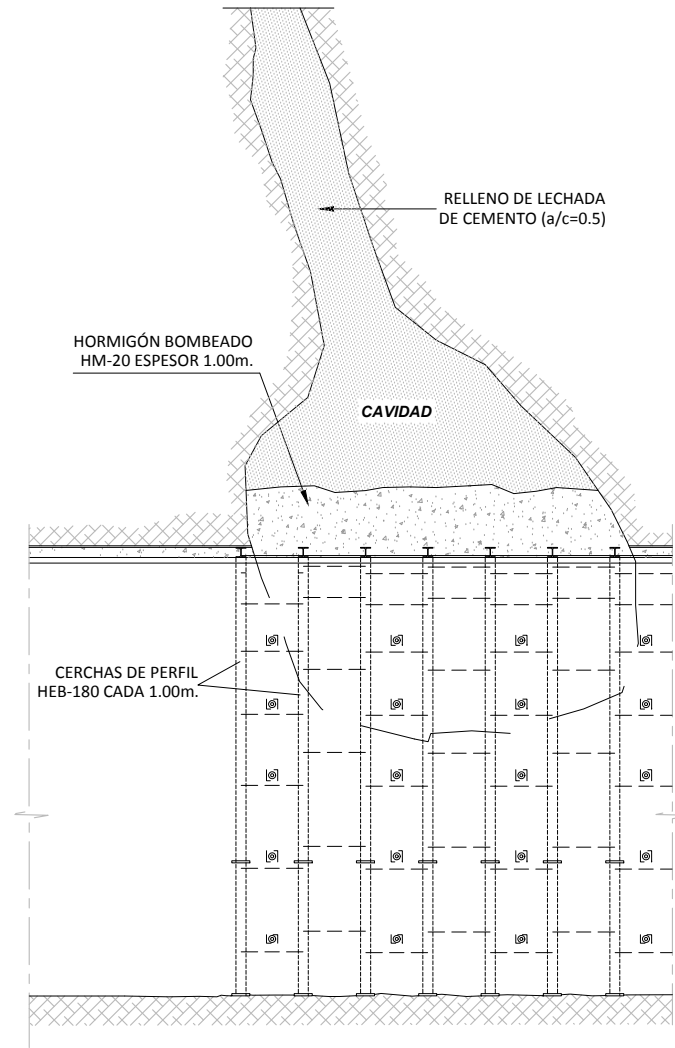 RELLENO DE LECHADA
DE CEMENTO (a/c=0.5)
HORMIGÓN BOMBEADO
HM-20 ESPESOR 1.00m.
CAVIDAD
CERCHAS DE PERFIL
HEB-180 CADA 1.00m.